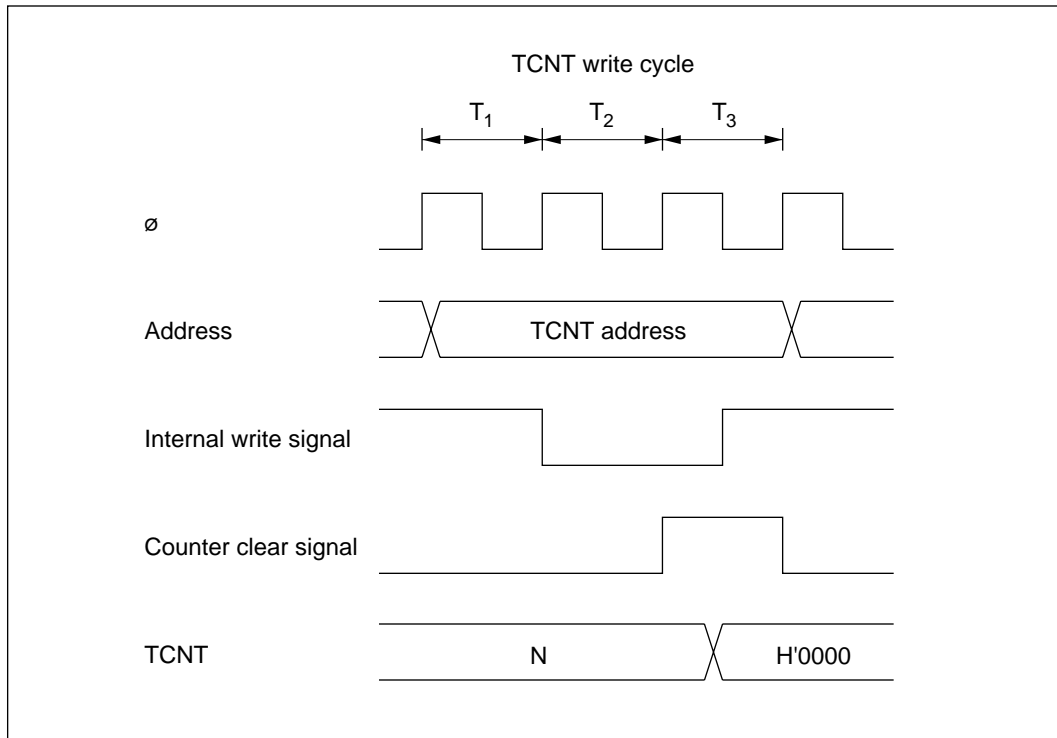 TCNT write cycle
T1 T2 T3
ø
Address TCNT address
Internal write signal
Counter clear signal
TCNT N H'0000